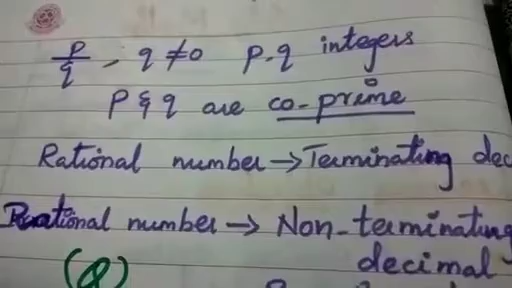 p/q , q ≠ 0 p.q integers
P & q are co-prime
Rational number → Terminating dec
Rational number → Non-terminating
decimal
(Q)